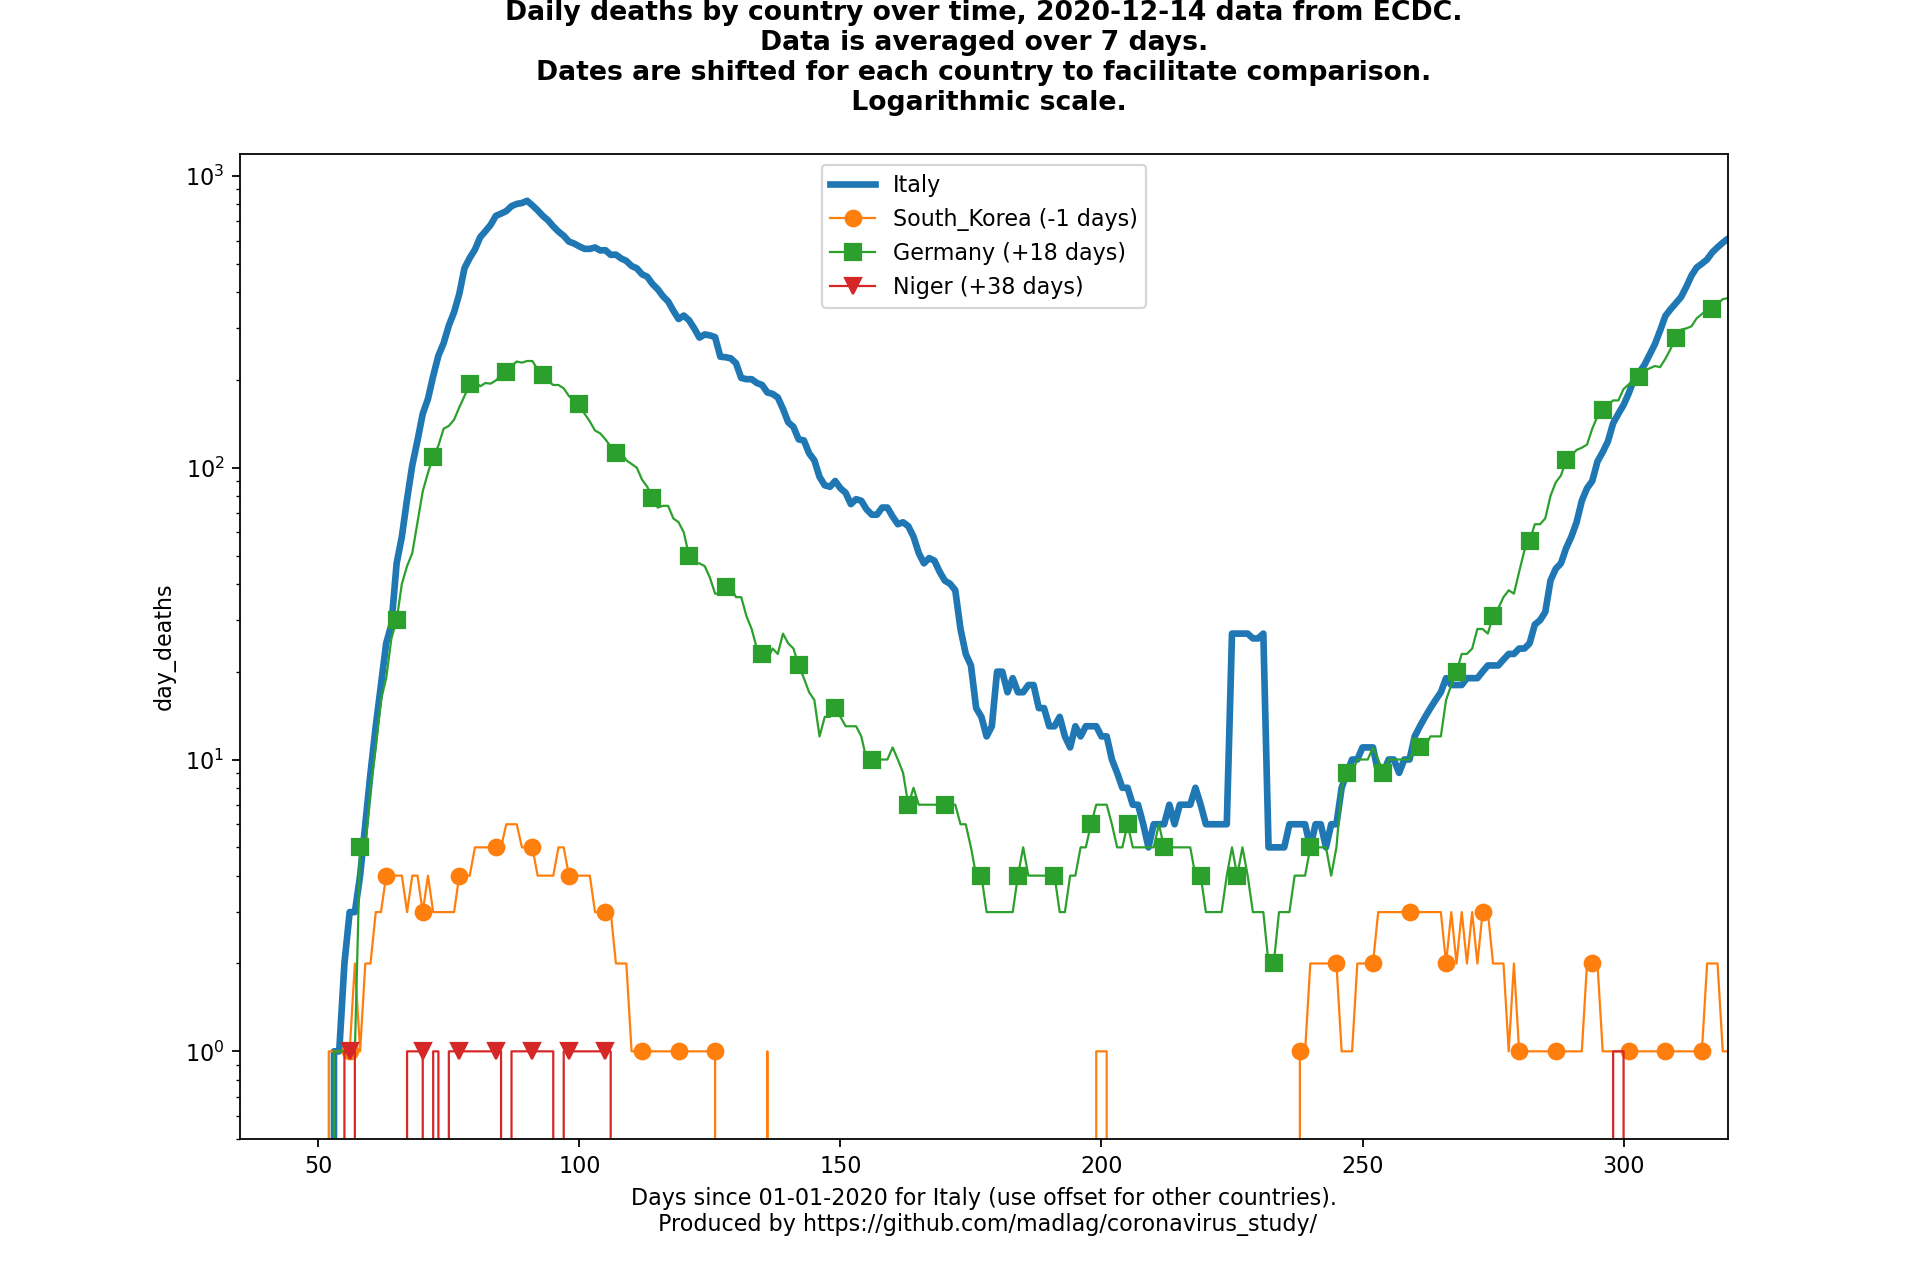 Daily deaths by country over time, 2020-12-14 data from ECDC.
Data is averaged over 7 days.
Dates are shifted for each country to facilitate comparison.
Logarithmic scale.
10³
Italy
South_Korea (-1 days)
Germany (+18 days)
Niger (+38 days)
10²
day_deaths
10¹
10⁰
50 100 150 200 250 300
Days since 01-01-2020 for Italy (use offset for other countries).
Produced by https://github.com/madlag/coronavirus_study/